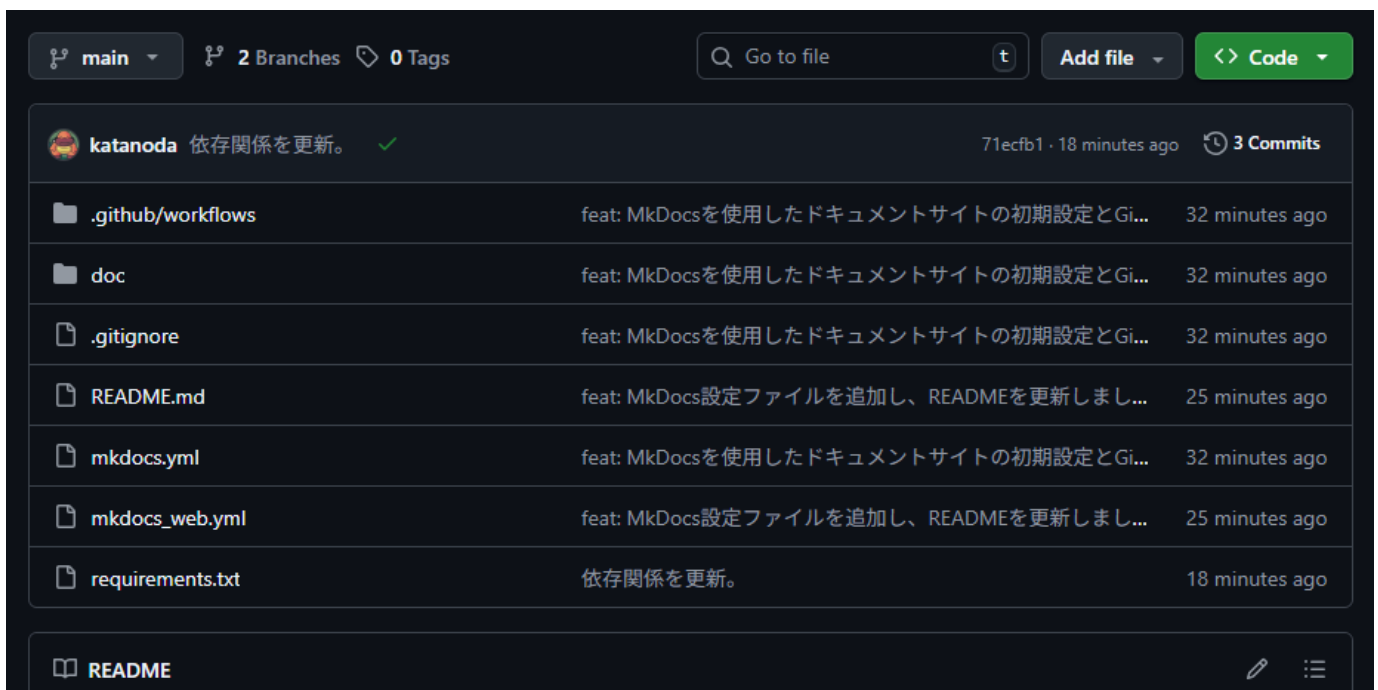 main 2 Branches 0 Tags Go to file t Add file Code
katanoda 依存関係を更新。 71ecfb1 · 18 minutes ago 3 Commits
.github/workflows feat: MkDocsを使用したドキュメントサイトの初期設定とGi... 32 minutes ago
doc feat: MkDocsを使用したドキュメントサイトの初期設定とGi... 32 minutes ago
.gitignore feat: MkDocsを使用したドキュメントサイトの初期設定とGi... 32 minutes ago
README.md feat: MkDocs設定ファイルを追加し、READMEを更新しまし... 25 minutes ago
mkdocs.yml feat: MkDocsを使用したドキュメントサイトの初期設定とGi... 32 minutes ago
mkdocs_web.yml feat: MkDocs設定ファイルを追加し、READMEを更新しまし... 25 minutes ago
requirements.txt 依存関係を更新。 18 minutes ago
README